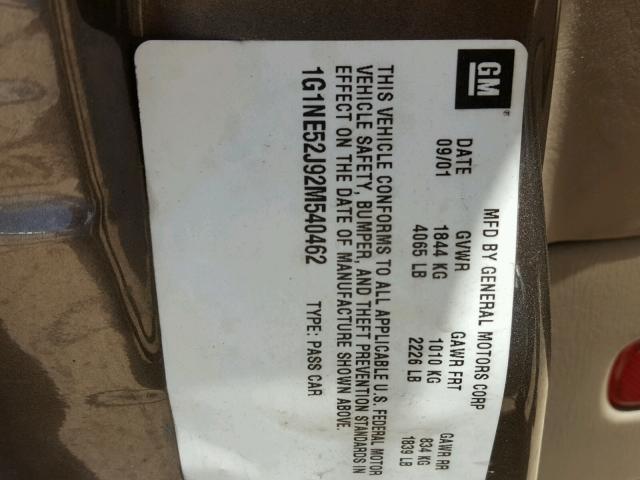 GM
MFD BY GENERAL MOTORS CORP
DATE GVWR GAWR FRT GAWR RR
09/01 1844 KG 1010 KG 834 KG
4065 LB 2226 LB 1839 LB
THIS VEHICLE CONFORMS TO ALL APPLICABLE U.S. FEDERAL MOTOR
VEHICLE SAFETY, BUMPER, AND THEFT PREVENTION STANDARDS IN
EFFECT ON THE DATE OF MANUFACTURE SHOWN ABOVE.
1G1NE52J92M540462 TYPE: PASS CAR